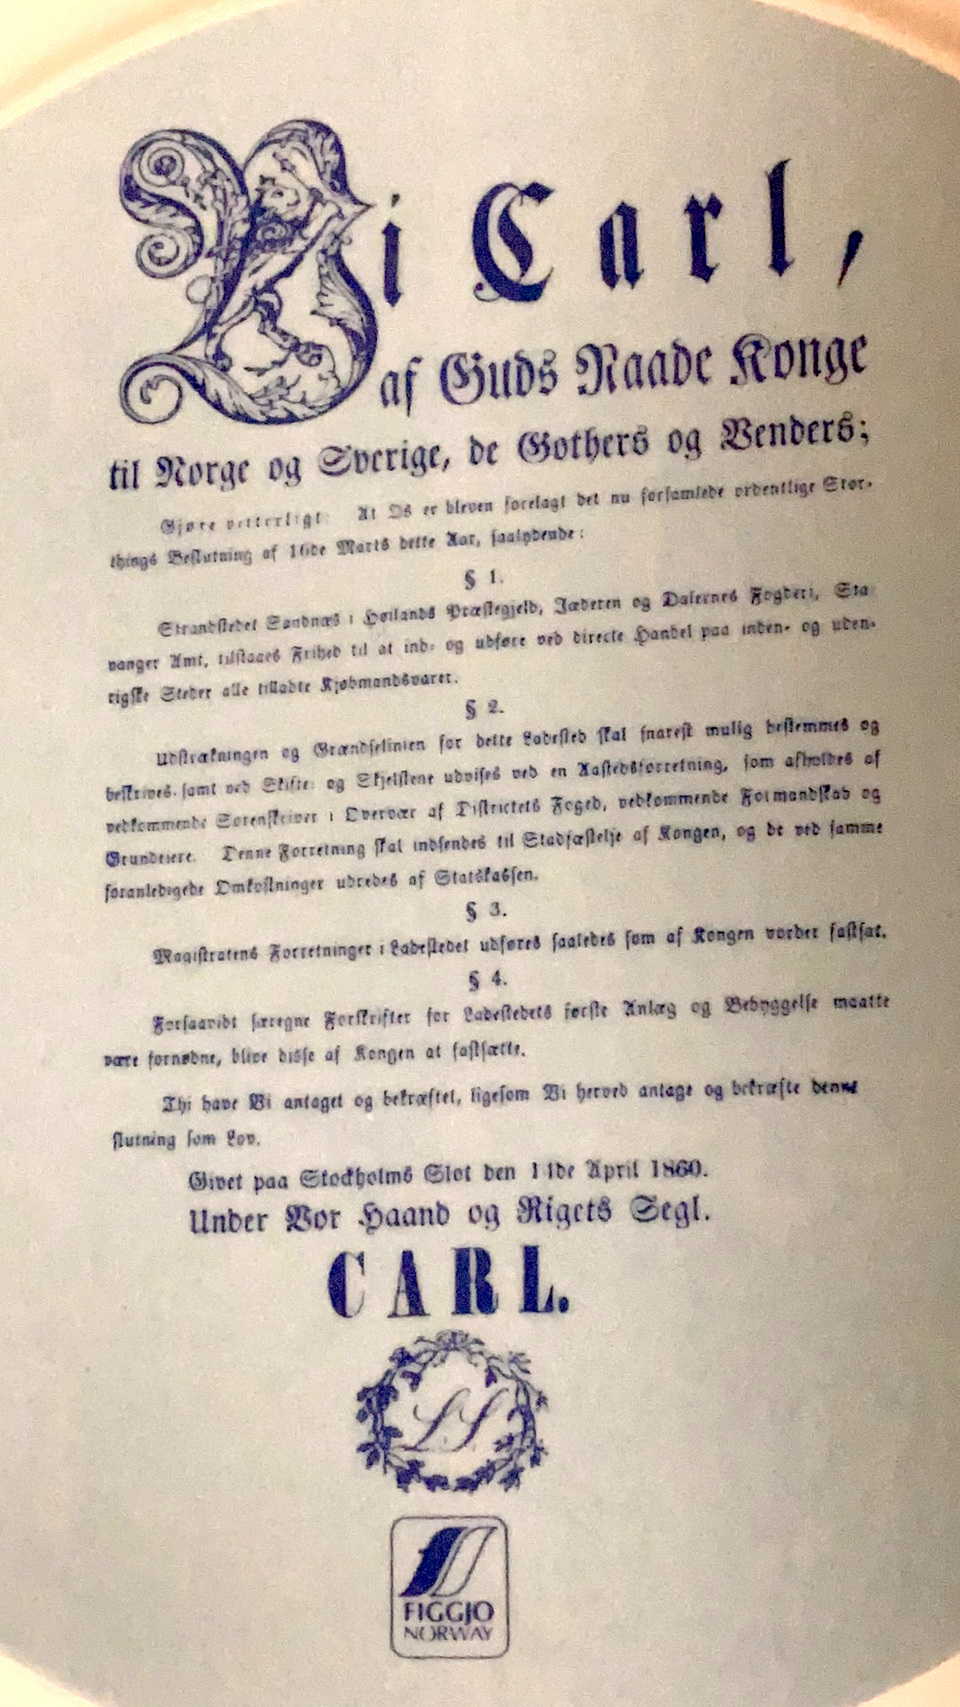 Vi Carl,
af Guds Naade Konge
til Norge og Sverige, de Gothers og Venders;
Gjøre vitterligt: At Os er bleven forelagt det nu forsamlede ordentlige Stor-
things Beslutning af 16de Marts dette Aar, saalydende:
§ 1.
Strandstedet Sandnæs i Høilands Præstegjeld, Jæderen og Dalernes Fogderi, Sta-
vanger Amt, tilstaaes Frihed til at ind- og udføre ved directe Handel paa inden- og uden-
rigske Steder alle tilladte Kjøbmandsvarer.
§ 2.
Udstrækningen og Grændselinien for dette Ladested skal snarest mulig bestemmes og
beskrives samt ved Skifte- og Skjelstene udvises ved en Aastedsforretning, som afholdes af
vedkommende Sorenskriver i Overvær af Districtets Foged, vedkommende Formandskab og
Grundeiere. Denne Forretning skal indsendes til Stadfæstelse af Kongen, og de ved samme
foranledigede Omkostninger udredes af Statskassen.
§ 3.
Magistratens Forretninger i Ladestedet udføres saaledes som af Kongen vorder fastsat.
§ 4.
Forsaavidt særegne Forskrifter for Ladestedets første Anlæg og Bebyggelse maatte
være fornødne, blive disse af Kongen at fastsætte.
Thi have Vi antaget og bekræftet, ligesom Vi herved antage og bekræfte denne
slutning som Lov.
Givet paa Stockholms Slot den 11de April 1860.
Under Vor Haand og Rigets Segl.
CARL.
L. S.
FIGGJO
NORWAY